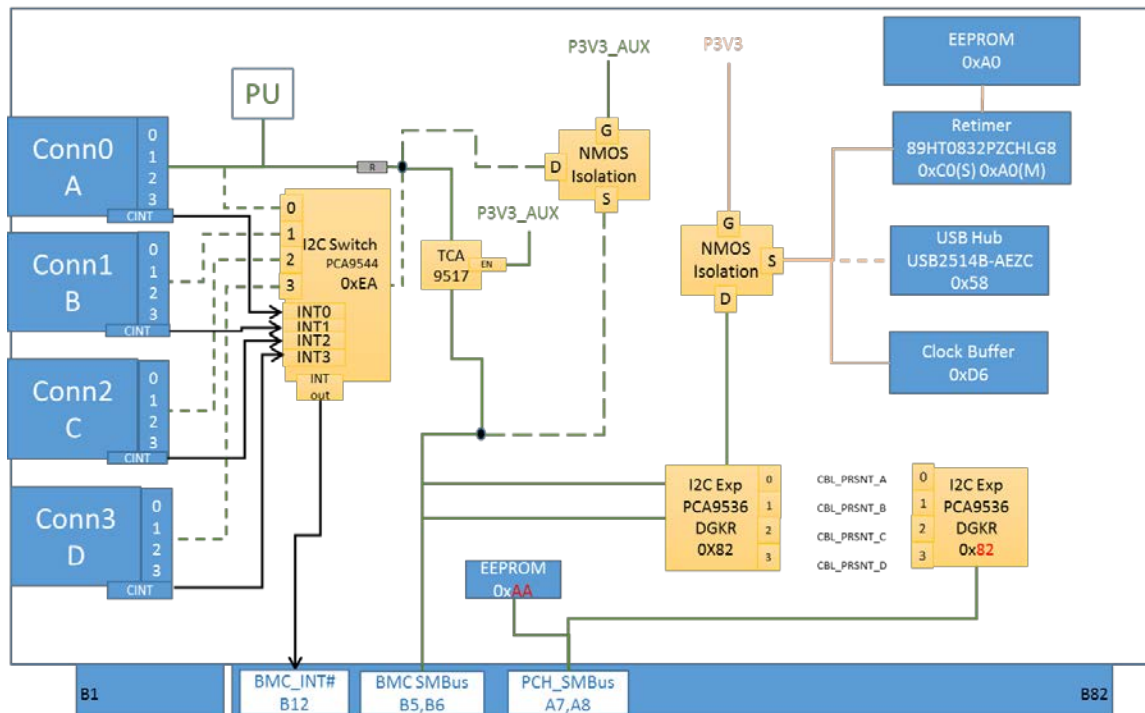 PU
P3V3_AUX
P3V3
EEPROM
0xA0
Conn0
A
0
1
2
3
CINT
R
G
D
NMOS
Isolation
S
Retimer
89HT0832PZCHLG8
0xC0(S) 0xA0(M)
Conn1
B
0
1
2
3
CINT
0
1
2
3
I2C Switch
PCA9544
0xEA
INT0
INT1
INT2
INT3
INT
out
P3V3_AUX
TCA
9517
EN
G
NMOS
Isolation
S
D
USB Hub
USB2514B-AEZC
0x58
Clock Buffer
0xD6
Conn2
C
0
1
2
3
CINT
Conn3
D
0
1
2
3
CINT
I2C Exp
PCA9536
DGKR
0X82
0
1
2
3
CBL_PRSNT_A
CBL_PRSNT_B
CBL_PRSNT_C
CBL_PRSNT_D
0
1
2
3
I2C Exp
PCA9536
DGKR
0x82
EEPROM
0xAA
B1
BMC_INT#
B12
BMC SMBus
B5,B6
PCH_SMBus
A7,A8
B82